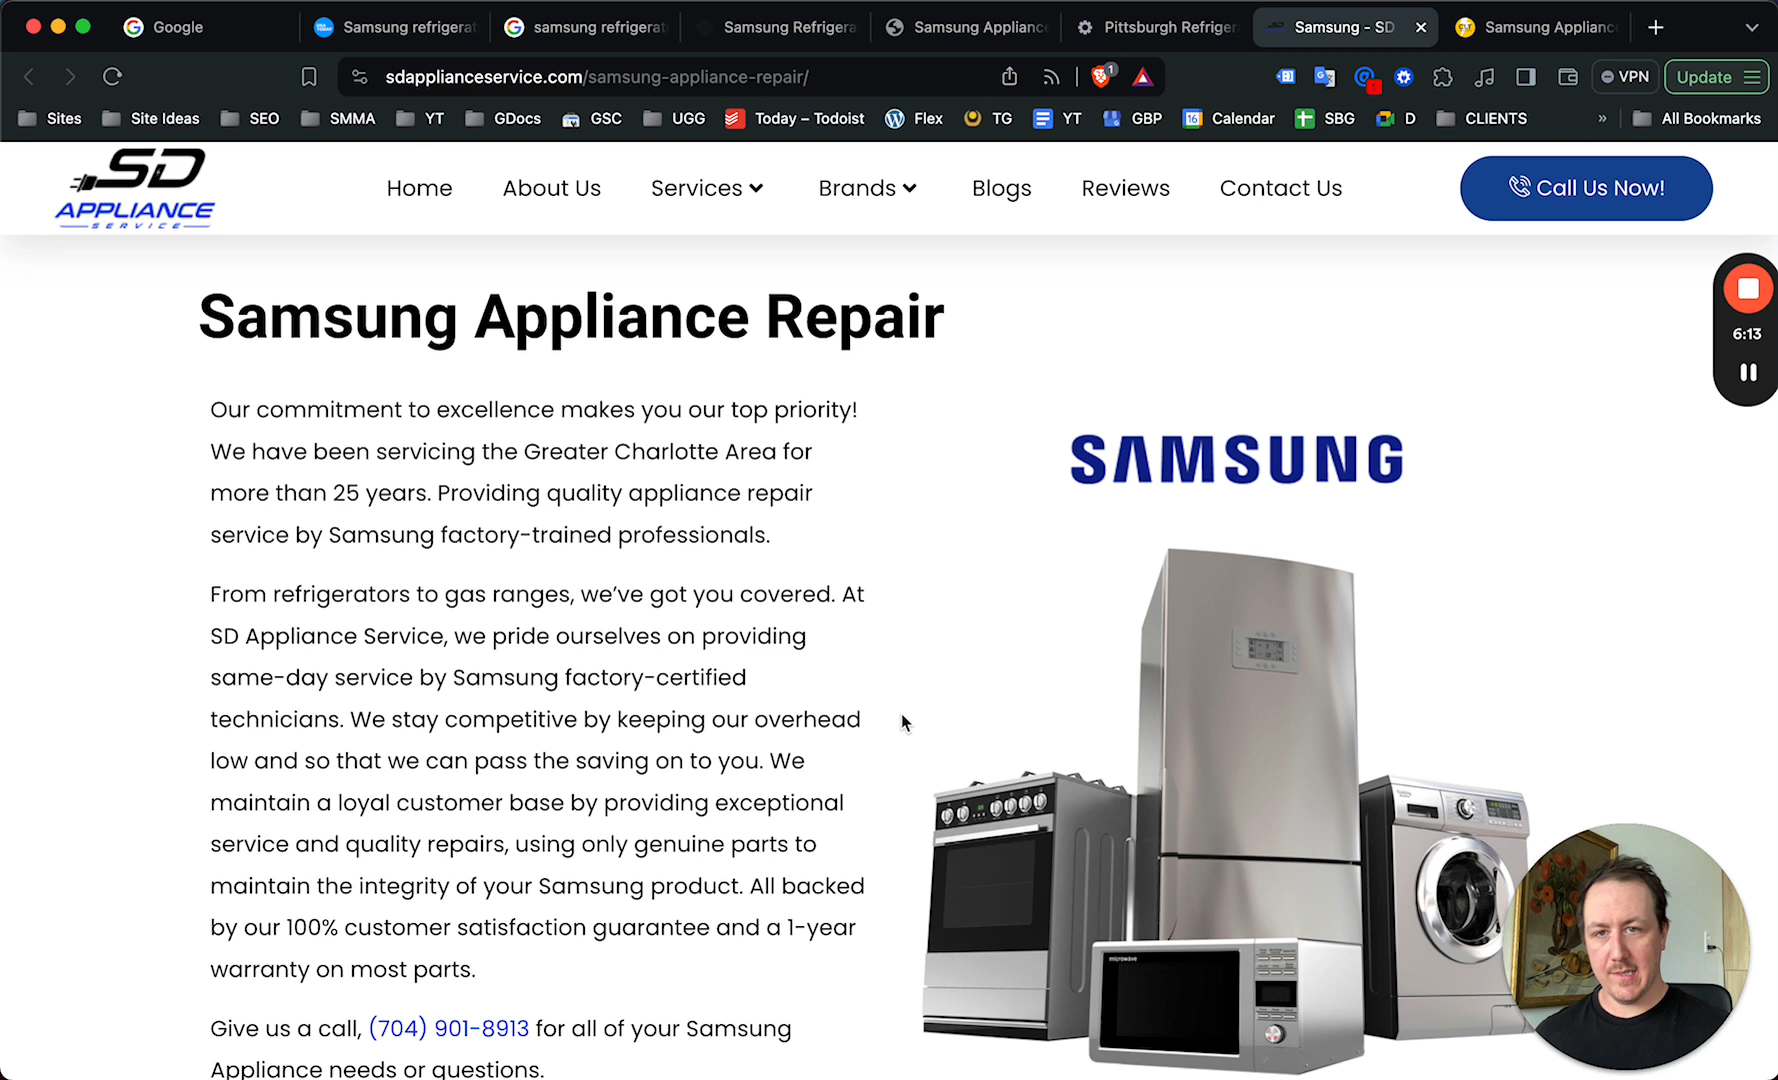 Google
Samsung refrigerat
samsung refrigerat
Samsung Refrigera
Samsung Applianc
Pittsburgh Refriger
Samsung - SD
Samsung Applianc
sdapplianceservice.com/samsung-appliance-repair/
1
VPN
Update
Sites
Site Ideas
SEO
SMMA
YT
GDocs
GSC
UGG
Today – Todoist
Flex
TG
YT
GBP
16
Calendar
SBG
D
CLIENTS
»
All Bookmarks
SD
APPLIANCE
SERVICE
Home
About Us
Services
Brands
Blogs
Reviews
Contact Us
Call Us Now!
Samsung Appliance Repair
6:13
Our commitment to excellence makes you our top priority!
We have been servicing the Greater Charlotte Area for
more than 25 years. Providing quality appliance repair
service by Samsung factory-trained professionals.
SAMSUNG
From refrigerators to gas ranges, we’ve got you covered. At
SD Appliance Service, we pride ourselves on providing
same-day service by Samsung factory-certified
technicians. We stay competitive by keeping our overhead
low and so that we can pass the saving on to you. We
maintain a loyal customer base by providing exceptional
service and quality repairs, using only genuine parts to
maintain the integrity of your Samsung product. All backed
by our 100% customer satisfaction guarantee and a 1-year
warranty on most parts.
microwave
Give us a call, (704) 901-8913 for all of your Samsung
Appliance needs or questions.